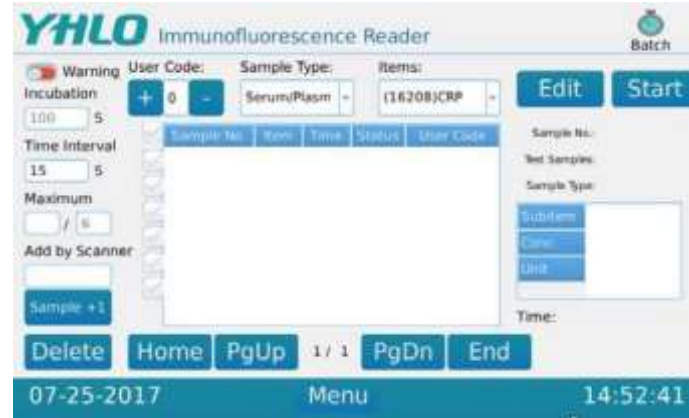 YHLO Immunofluorescence Reader
Batch
Warning
User Code:
Sample Type:
Items:
Incubation
+ 0 -
Serum/Plasm
(16208)CRP
Edit
Start
100 S
Time Interval
15 S
Maximum
/ 6
Add by Scanner
Sample +1
Sample No. Item Time Status User Code
Sample No.:
Test Samples:
Sample Type:
Subitem
Conc.
Unit
Time:
Delete Home PgUp 1/ 1 PgDn End
07-25-2017 Menu 14:52:41